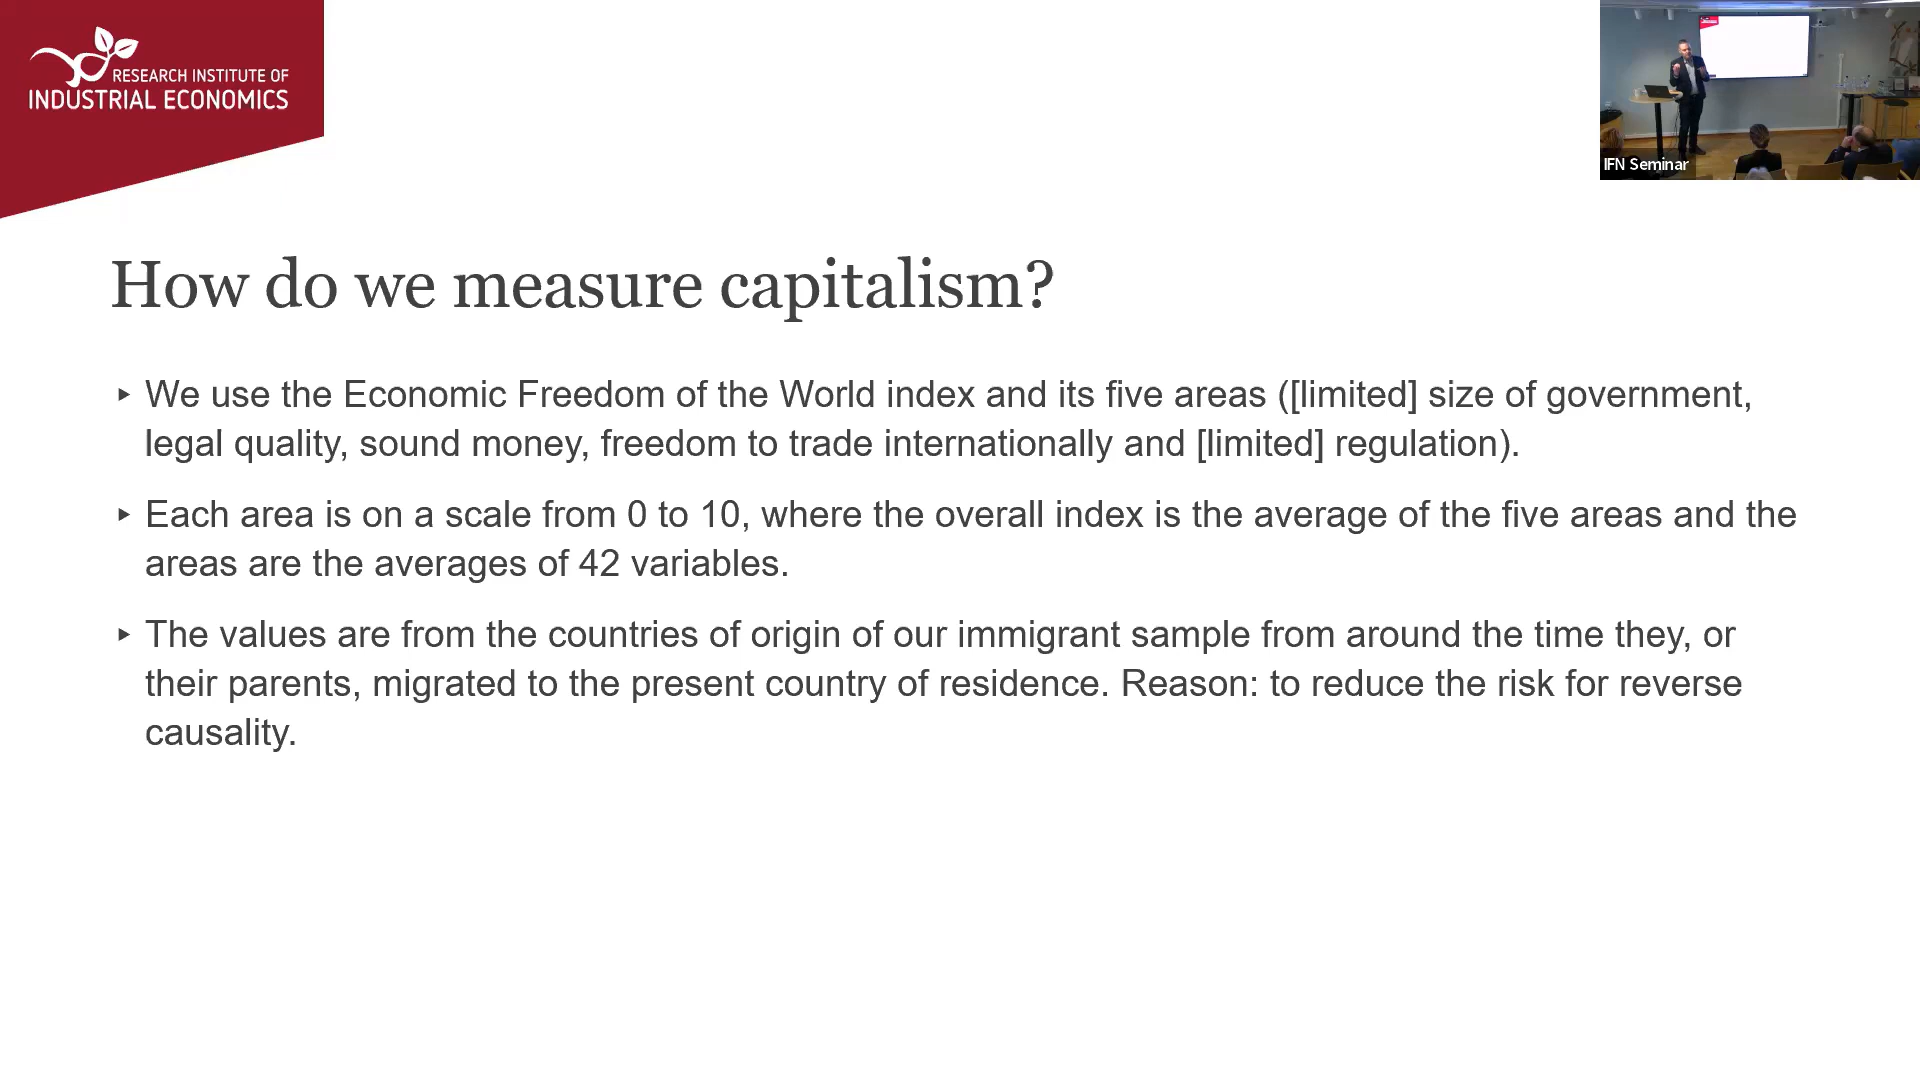 RESEARCH INSTITUTE OF
INDUSTRIAL ECONOMICS
IFN Seminar
How do we measure capitalism?
‣ We use the Economic Freedom of the World index and its five areas ([limited] size of government,
legal quality, sound money, freedom to trade internationally and [limited] regulation).
‣ Each area is on a scale from 0 to 10, where the overall index is the average of the five areas and the
areas are the averages of 42 variables.
‣ The values are from the countries of origin of our immigrant sample from around the time they, or
their parents, migrated to the present country of residence. Reason: to reduce the risk for reverse
causality.